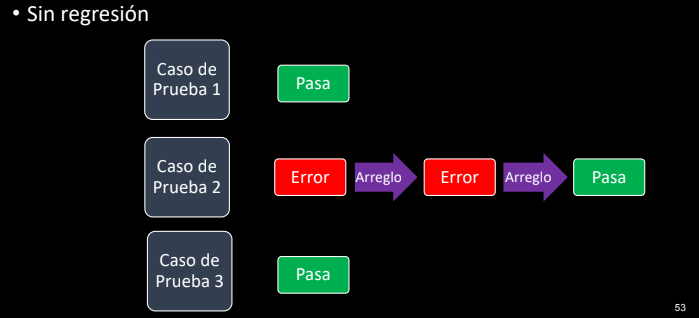 • Sin regresión
Caso de
Prueba 1
Pasa
Caso de
Prueba 2
Error
Arreglo
Error
Arreglo
Pasa
Caso de
Prueba 3
Pasa
53